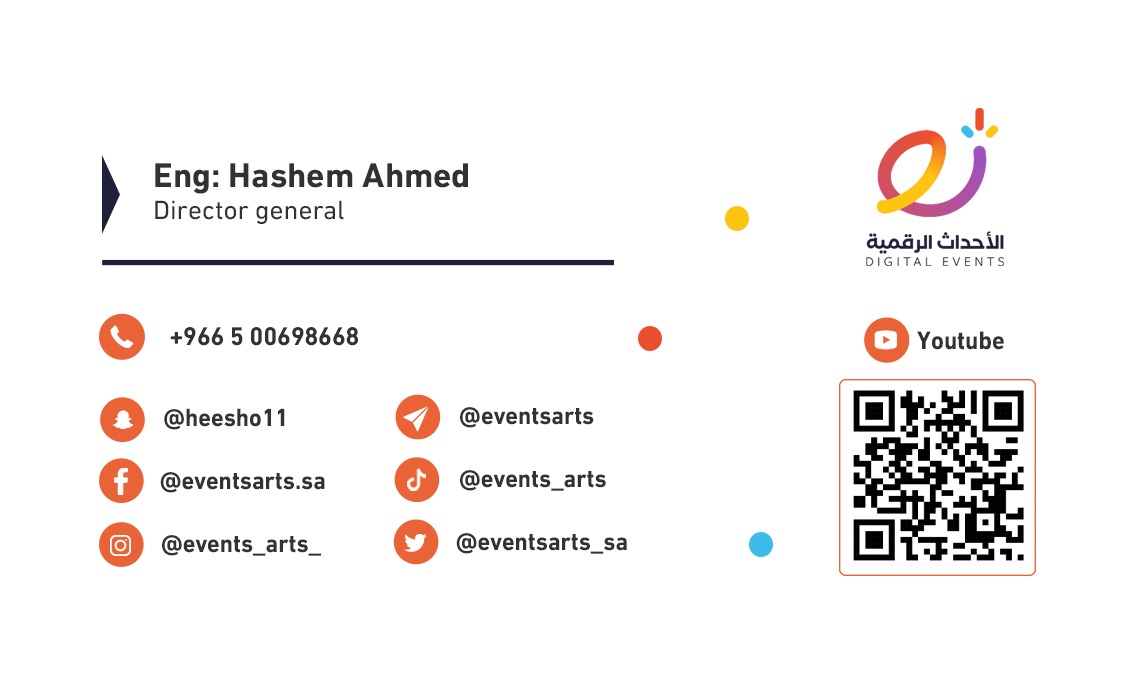 Eng: Hashem Ahmed
Director general
الأحداث الرقمية
DIGITAL EVENTS
+966 5 00698668
Youtube
@heesho11
@eventsarts
@eventsarts.sa
@events_arts
@events_arts_
@eventsarts_sa